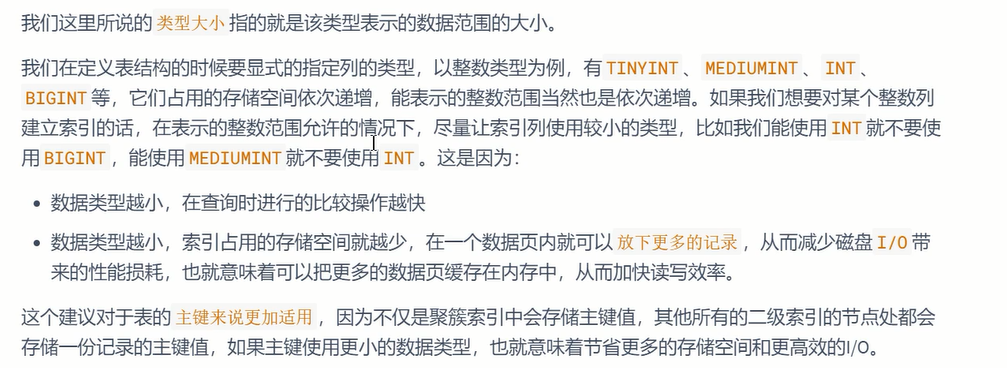 我们这里所说的 类型大小 指的就是该类型表示的数据范围的大小。
我们在定义表结构的时候要显式的指定列的类型，以整数类型为例，有 TINYINT 、 MEDIUMINT 、 INT 、
BIGINT 等，它们占用的存储空间依次递增，能表示的整数范围当然也是依次递增。如果我们想要对某个整数列
建立索引的话，在表示的整数范围允许的情况下，尽量让索引列使用较小的类型，比如我们能使用 INT 就不要使
用 BIGINT ，能使用 MEDIUMINT 就不要使用 INT 。这是因为：
• 数据类型越小，在查询时进行的比较操作越快
• 数据类型越小，索引占用的存储空间就越少，在一个数据页内就可以 放下更多的记录 ，从而减少磁盘 I/O 带
来的性能损耗，也就意味着可以把更多的数据页缓存在内存中，从而加快读写效率。
这个建议对于表的 主键来说更加适用 ，因为不仅是聚簇索引中会存储主键值，其他所有的二级索引的节点处都会
存储一份记录的主键值，如果主键使用更小的数据类型，也就意味着节省更多的存储空间和更高效的I/O。